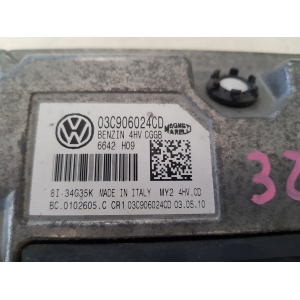 03C906024CD
BENZIN 4HV CGGB
6642 H09
MAGNETI
MARELLI
8I-34G35K MADE IN ITALY MY2 4HV.CD
BC.0102605.C CR1 03C906024CD 03.05.10
32